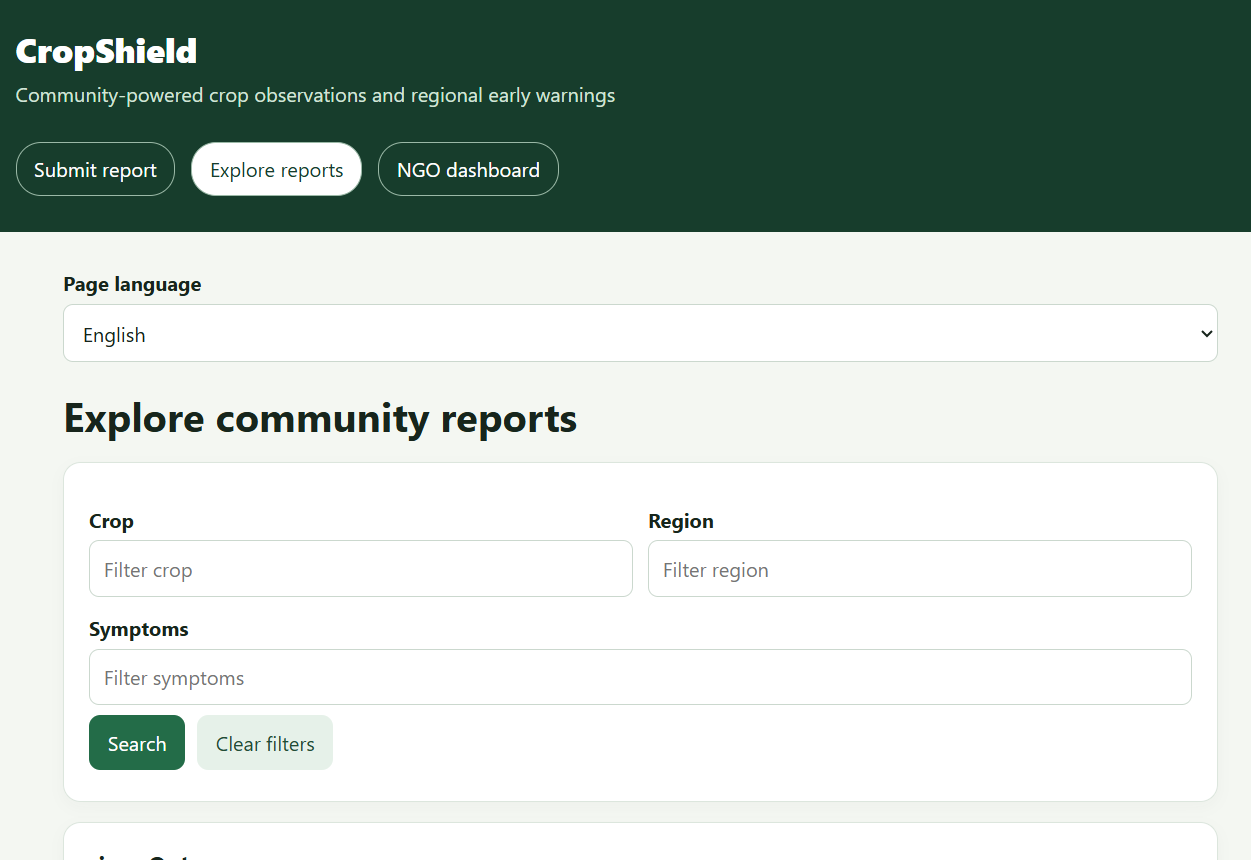 CropShield
Community-powered crop observations and regional early warnings
Submit report
Explore reports
NGO dashboard
Page language
English
Explore community reports
Crop
Region
Filter crop
Filter region
Symptoms
Filter symptoms
Search
Clear filters